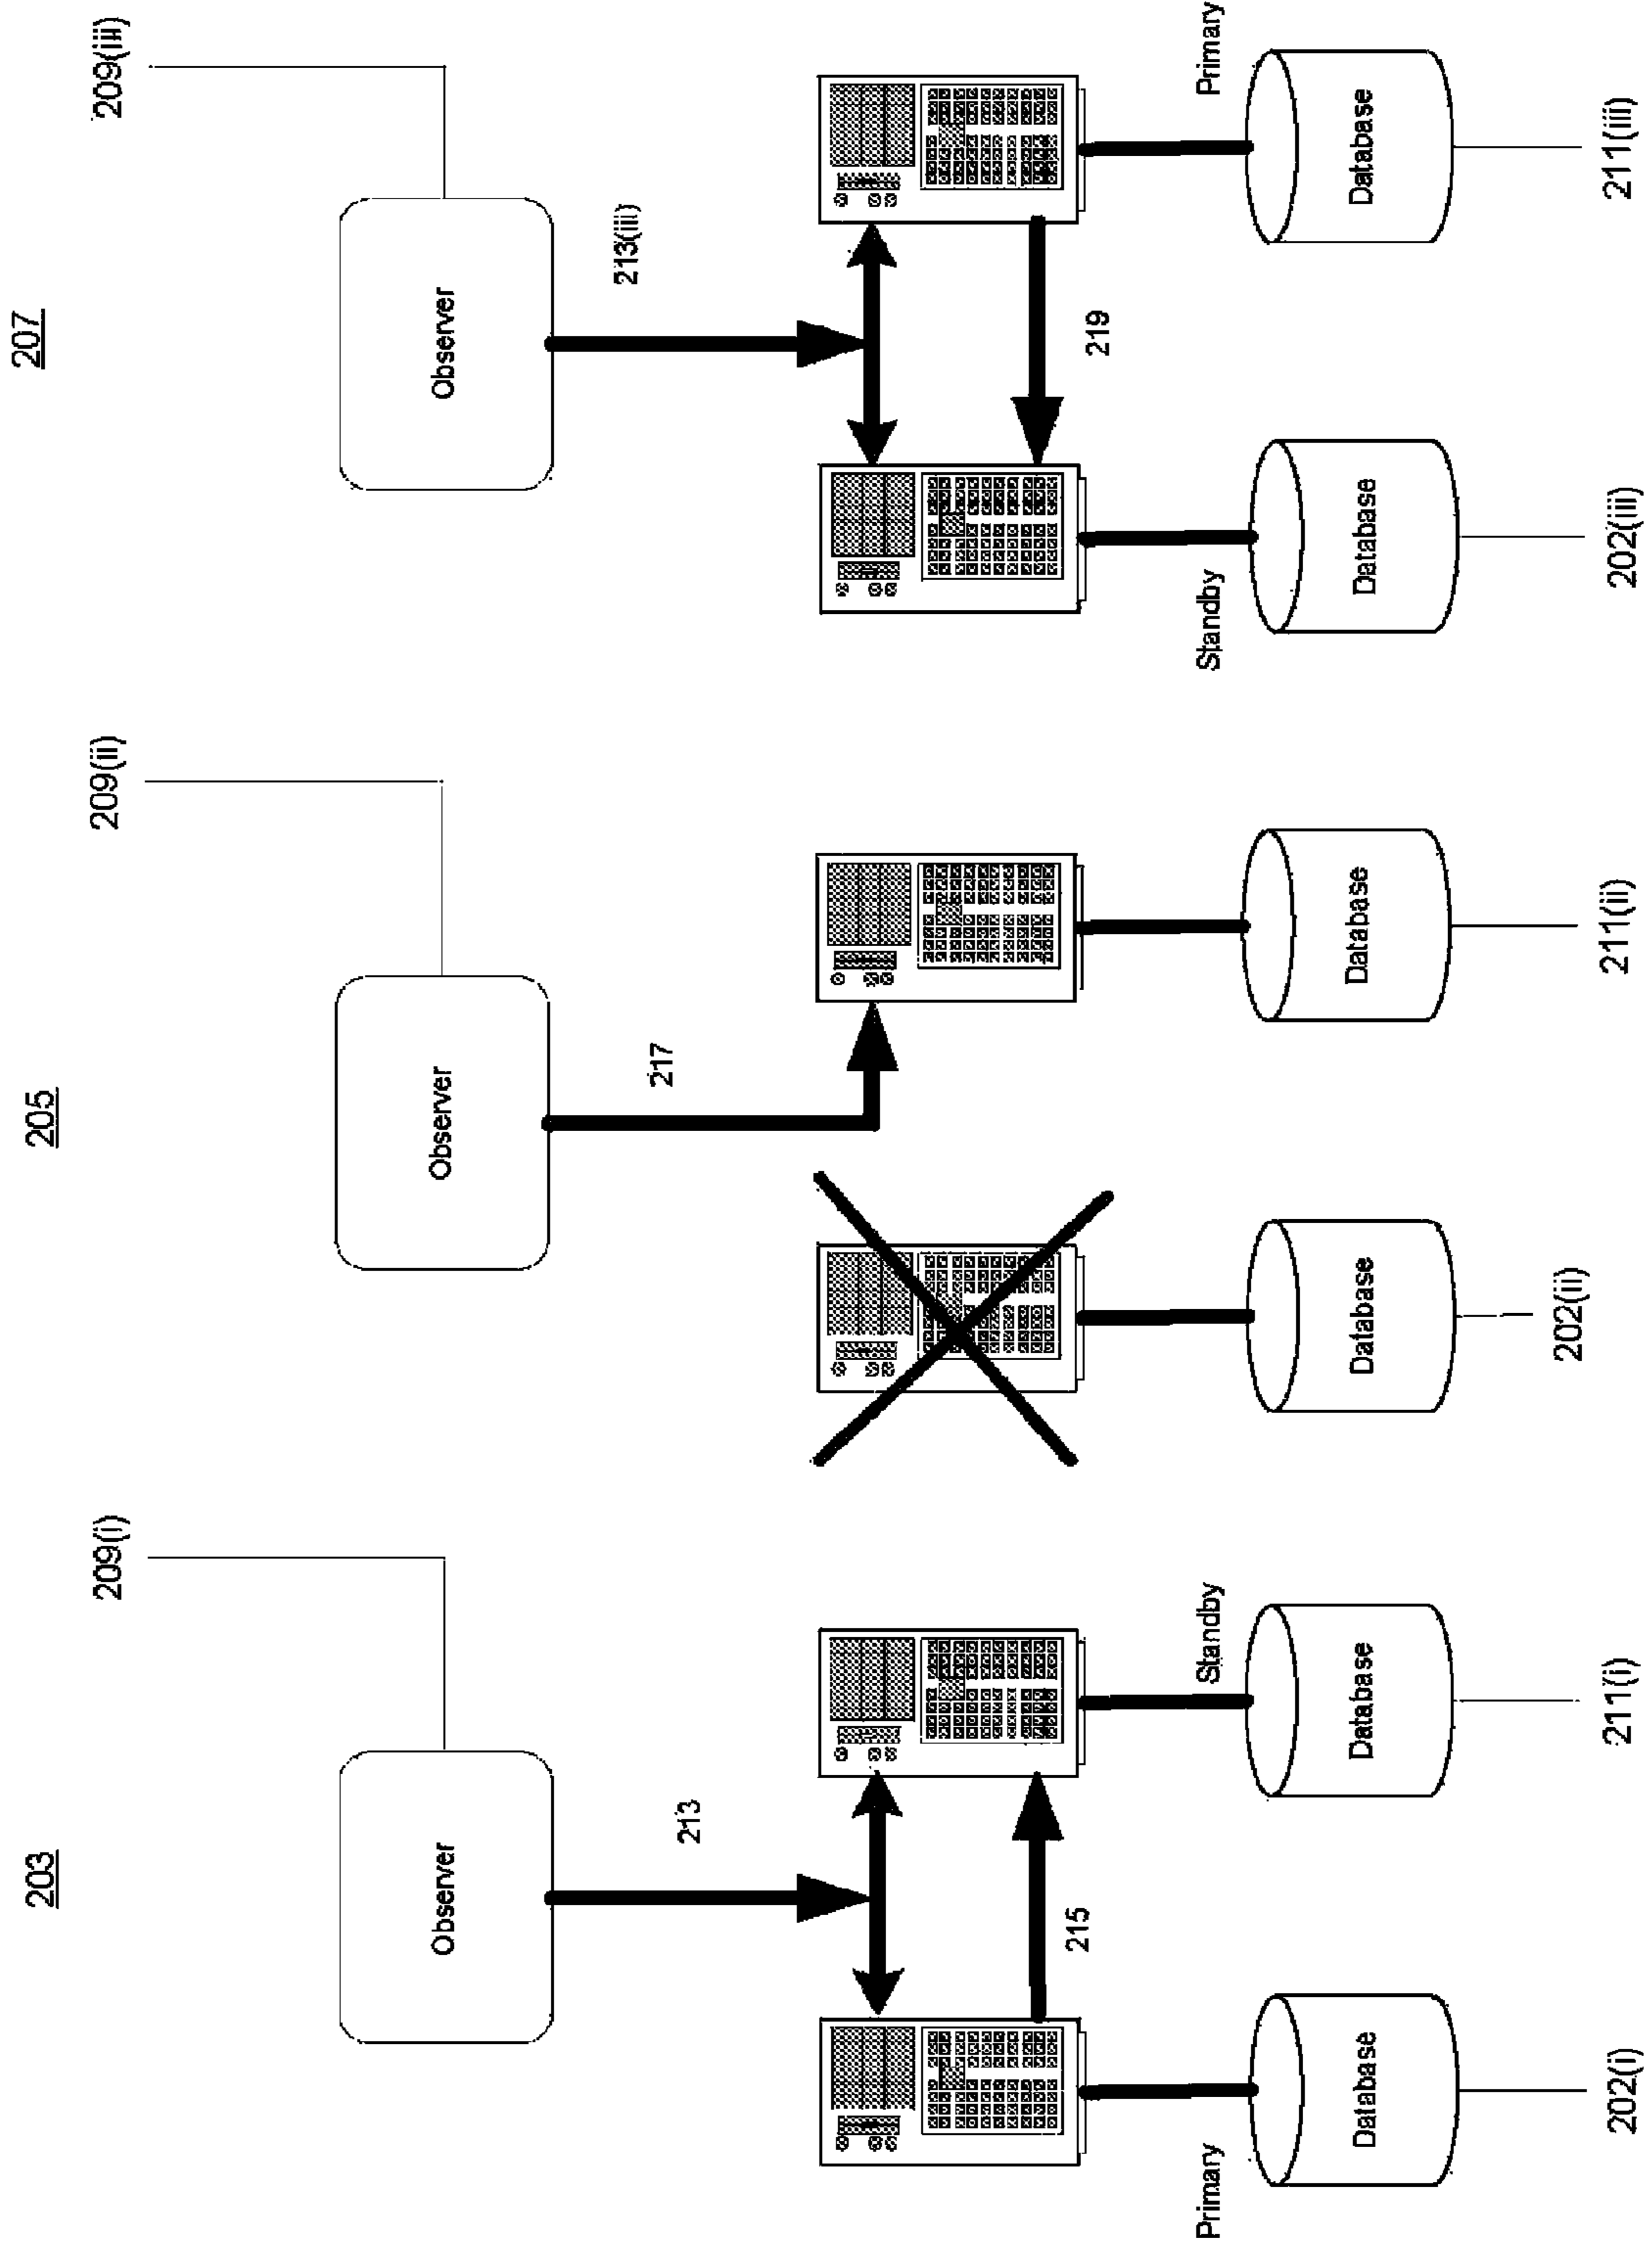 203
209(i)
Observer
213
215
Primary
Standby
Database
Database
202(i)
211(i)
205
209(ii)
Observer
217
Database
Database
202(ii)
211(ii)
207
209(iii)
Observer
213(iii)
219
Standby
Primary
Database
Database
202(iii)
211(iii)